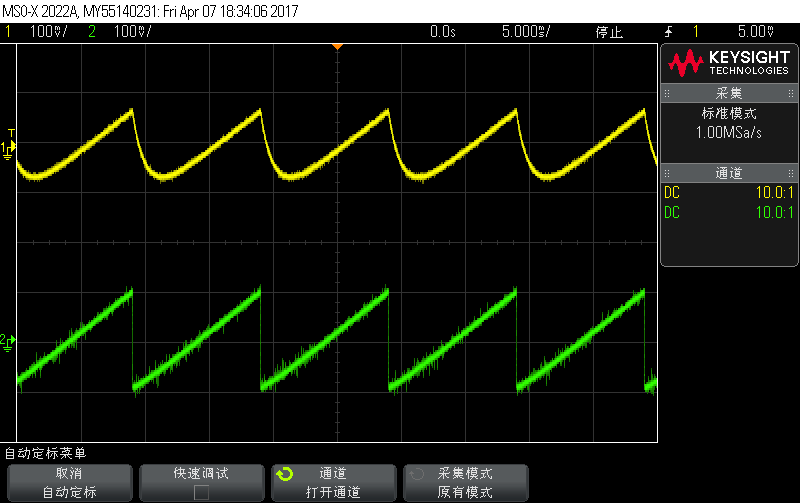 MSO-X 2022A, MY55140231: Fri Apr 07 18:34:06 2017
1 100V/ 2 100V/ 0.0s 5.000s/ 停止 1 5.00V
KEYSIGHT
TECHNOLOGIES
采集
标准模式
1.00MSa/s
通道
DC 10.0:1
DC 10.0:1
T
1
2
自动定标菜单
取消
自动定标
快速调试
通道
打开通道
采集模式
原有模式